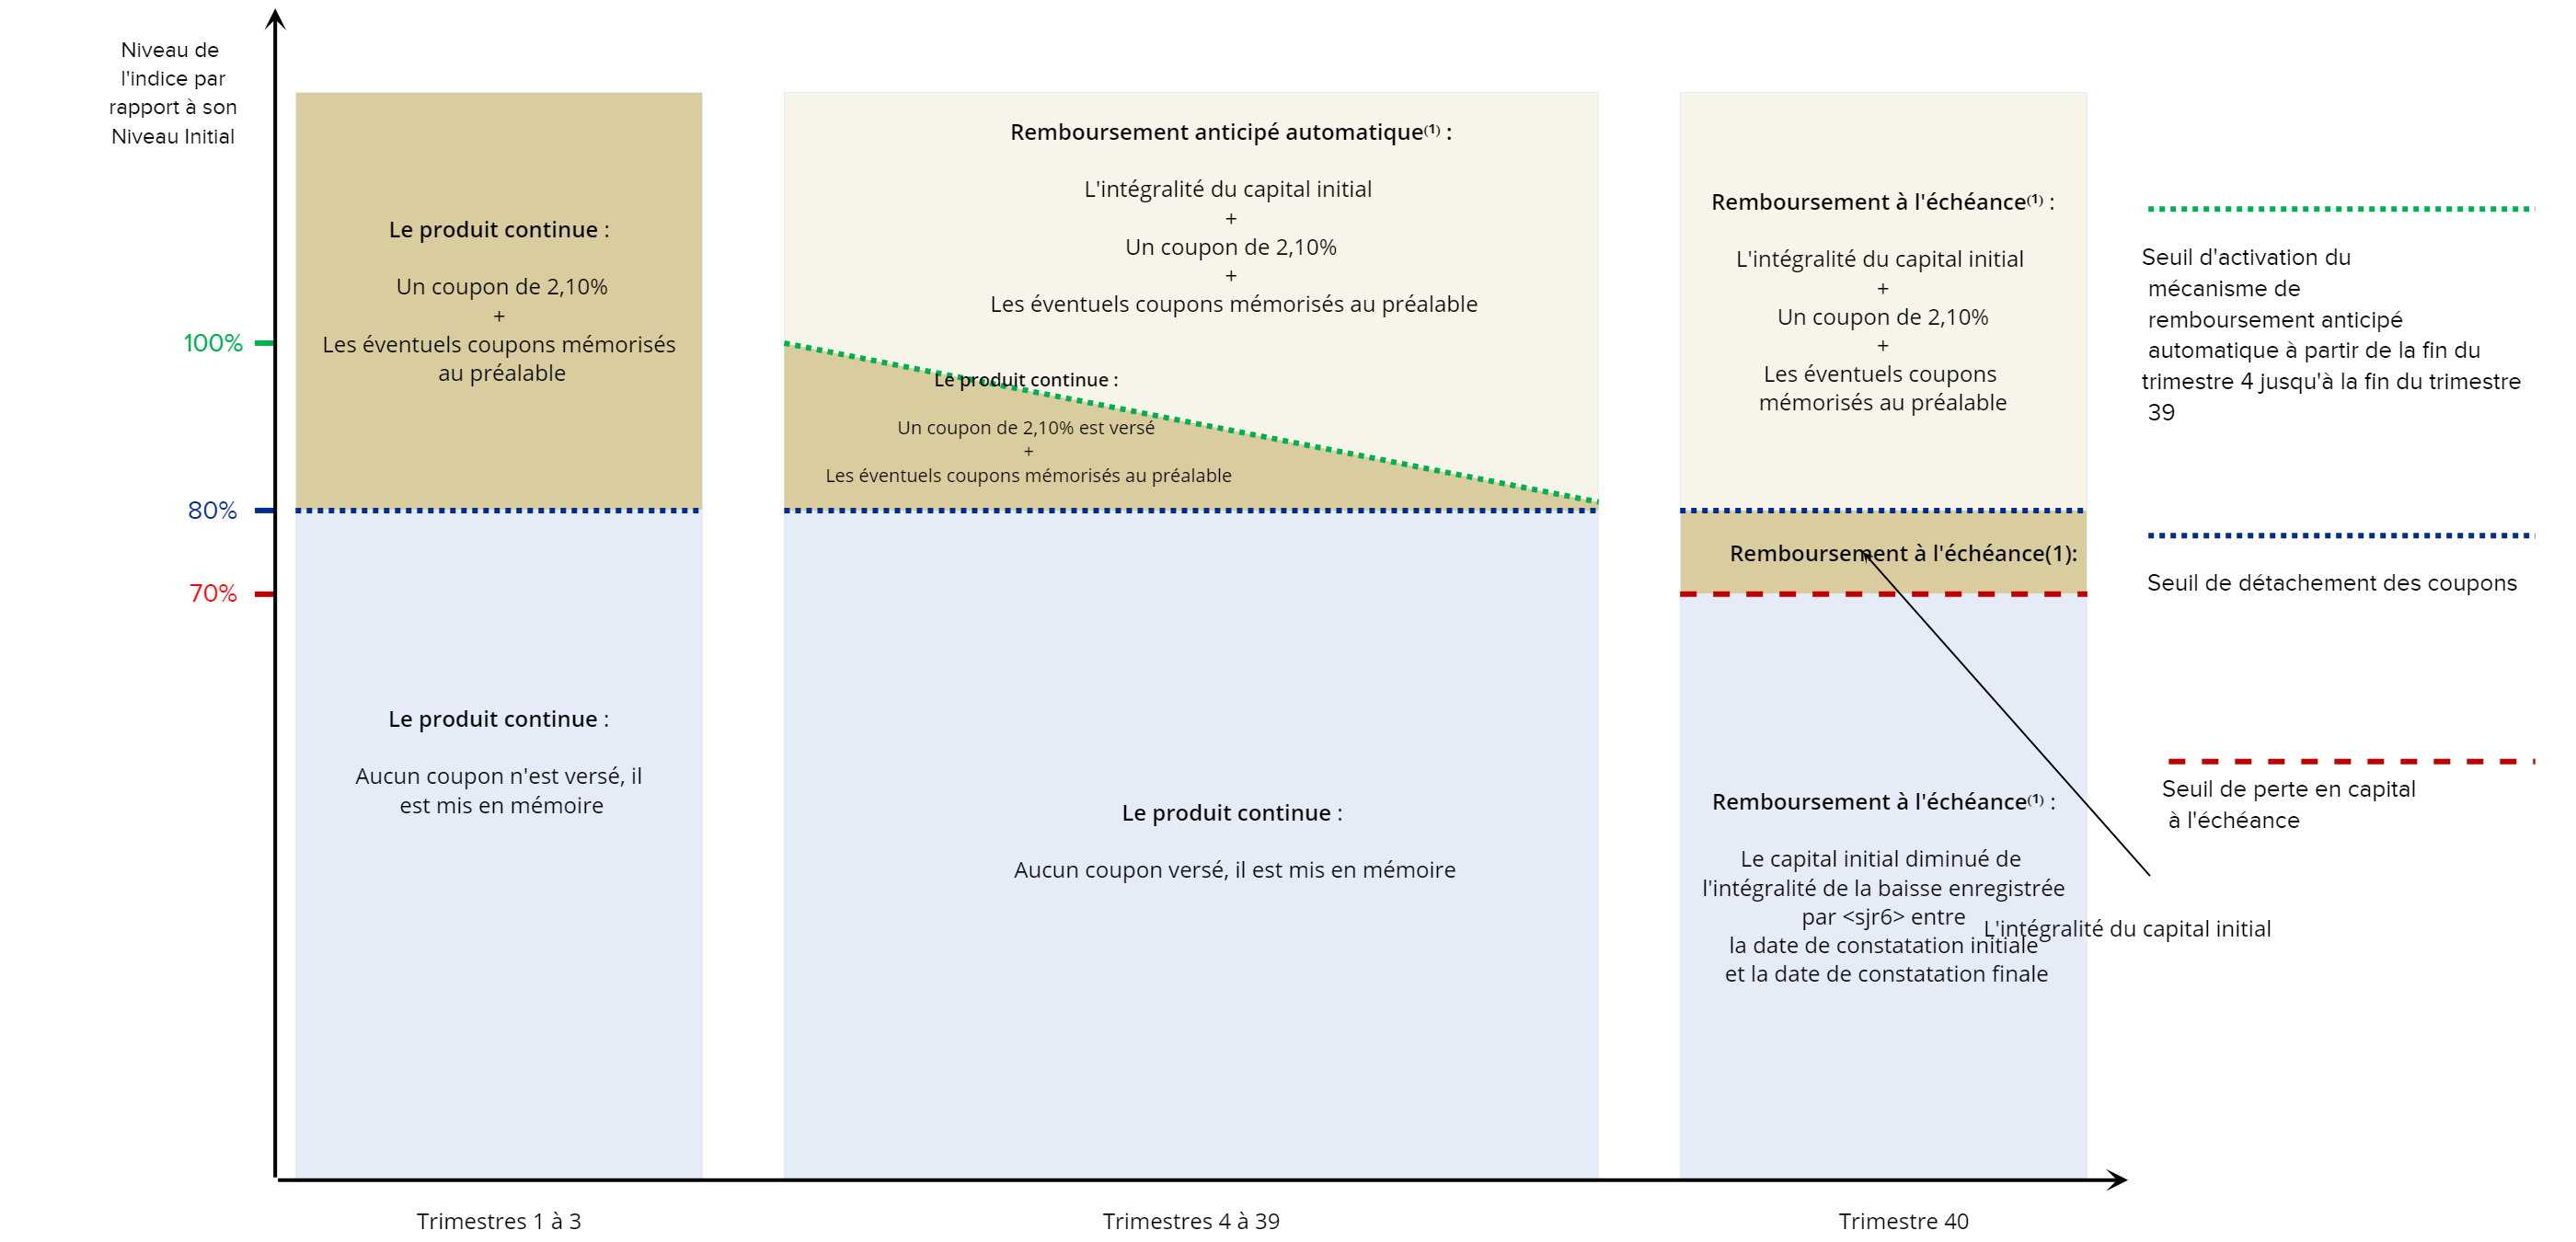 Niveau de
l'indice par
rapport à son
Niveau Initial
100%
80%
70%
Le produit continue :
Un coupon de 2,10%
+
Les éventuels coupons mémorisés
au préalable
Le produit continue :
Aucun coupon n'est versé, il
est mis en mémoire
Trimestres 1 à 3
Remboursement anticipé automatique(1) :
L'intégralité du capital initial
+
Un coupon de 2,10%
+
Les éventuels coupons mémorisés au préalable
Le produit continue :
Un coupon de 2,10% est versé
+
Les éventuels coupons mémorisés au préalable
Le produit continue :
Aucun coupon versé, il est mis en mémoire
Trimestres 4 à 39
Remboursement à l'échéance(1) :
L'intégralité du capital initial
+
Un coupon de 2,10%
+
Les éventuels coupons
mémorisés au préalable
Remboursement à l'échéance(1):
Remboursement à l'échéance(1) :
Le capital initial diminué de
l'intégralité de la baisse enregistrée
par <sjr6> entre
la date de constatation initiale
et la date de constatation finale
L'intégralité du capital initial
Trimestre 40
Seuil d'activation du
mécanisme de
remboursement anticipé
automatique à partir de la fin du
trimestre 4 jusqu'à la fin du trimestre
39
Seuil de détachement des coupons
Seuil de perte en capital
à l'échéance